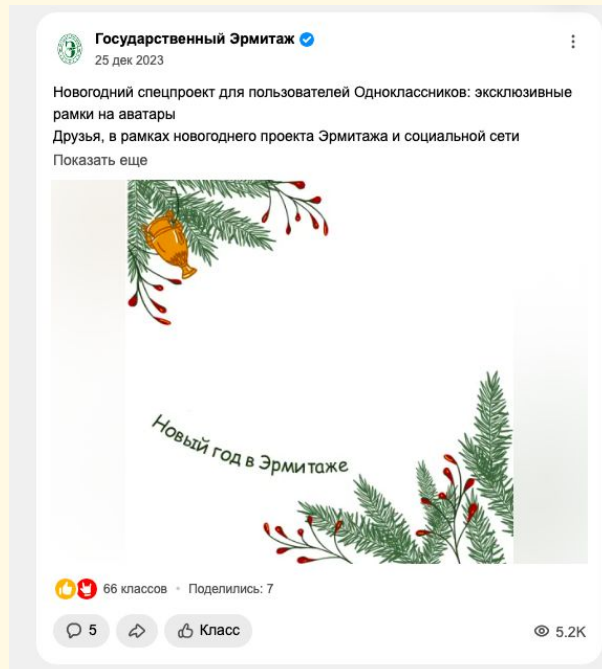 Государственный Эрмитаж
25 дек 2023
Новогодний спецпроект для пользователей Одноклассников: эксклюзивные
рамки на аватары
Друзья, в рамках новогоднего проекта Эрмитажа и социальной сети
Показать еще
Новый год в Эрмитаже
66 классов • Поделились: 7
5
Класс
5.2K